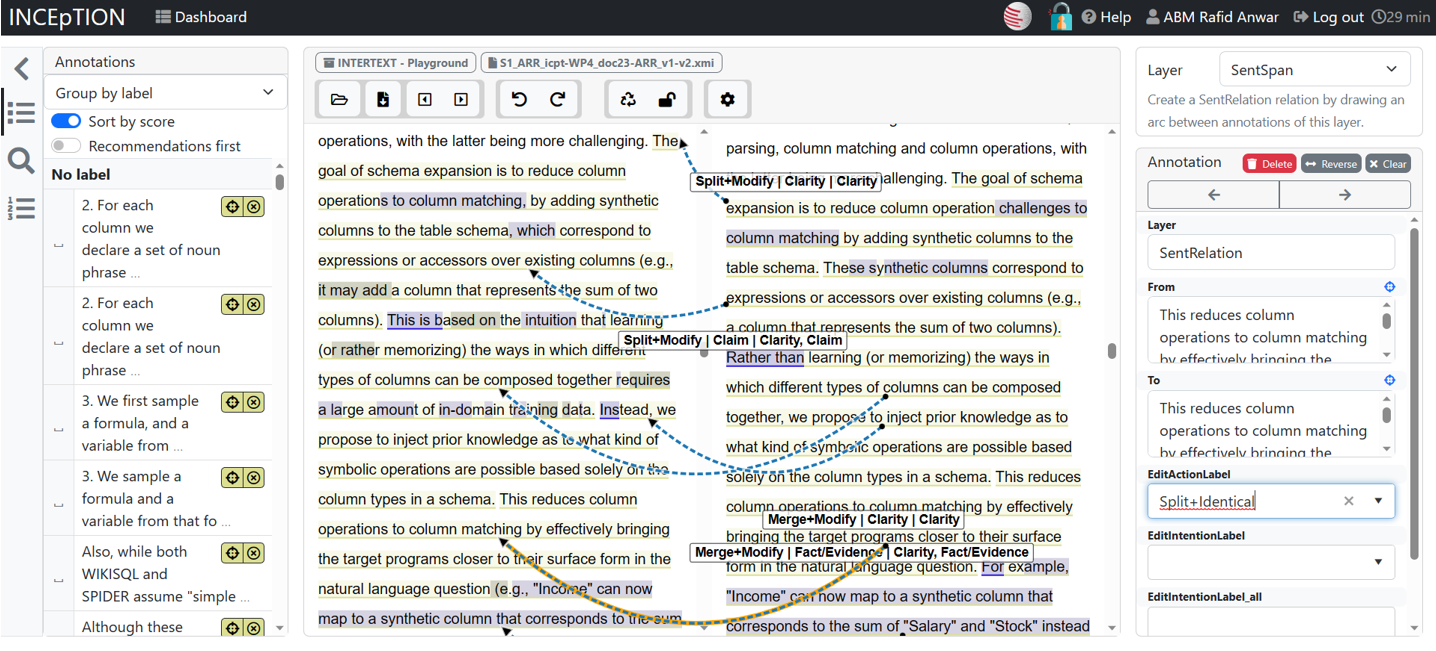 INCEpTION
Dashboard
Help
ABM Rafid Anwar
Log out
29 min
Annotations
Group by label
Sort by score
Recommendations first
No label
2. For each
column we
declare a set of noun
phrase ...
2. For each
column we
declare a set of noun
phrase ...
3. We first sample
a formula, and a
variable from ...
3. We sample a
formula and a
variable from that fo ...
Also, while both
WIKISQL and
SPIDER assume "simple ...
Although these
INTERTEXT - Playground
S1_ARR_icpt-WP4_doc23-ARR_v1-v2.xmi
operations, with the latter being more challenging. The
goal of schema expansion is to reduce column
operations to column matching, by adding synthetic
columns to the table schema, which correspond to
expressions or accessors over existing columns (e.g.,
it may add a column that represents the sum of two
columns). This is based on the intuition that learning
(or rather memorizing) the ways in which different
types of columns can be composed together requires
a large amount of in-domain training data. Instead, we
propose to inject prior knowledge as to what kind of
symbolic operations are possible based solely on the
column types in a schema. This reduces column
operations to column matching by effectively bringing
the target programs closer to their surface form in the
natural language question (e.g., "Income" can now
map to a synthetic column that corresponds to the sum
parsing, column matching and column operations, with
challenging. The goal of schema
expansion is to reduce column operation challenges to
column matching by adding synthetic columns to the
table schema. These synthetic columns correspond to
expressions or accessors over existing columns (e.g.,
a column that represents the sum of two columns).
Rather than learning (or memorizing) the ways in
which different types of columns can be composed
together, we propose to inject prior knowledge as to
what kind of symbolic operations are possible based
solely on the column types in a schema. This reduces
column operations to column matching by effectively
bringing the target programs closer to their surface
form in the natural language question. For example,
"Income" can now map to a synthetic column that
corresponds to the sum of "Salary" and "Stock" instead
Split+Modify | Clarity | Clarity
Split+Modify | Claim | Clarity, Claim
Merge+Modify | Clarity | Clarity
Merge+Modify | Fact/Evidence | Clarity, Fact/Evidence
Layer
SentSpan
Create a SentRelation relation by drawing an
arc between annotations of this layer.
Annotation
Delete
Reverse
Clear
Layer
SentRelation
From
This reduces column
operations to column matching
by effectively bringing the
To
This reduces column
operations to column matching
by effectively bringing the
EditActionLabel
Split+Identical
EditIntentionLabel
EditIntentionLabel_all